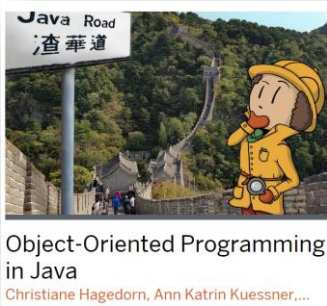 Java Road
渣華道
Object-Oriented Programming
in Java
Christiane Hagedorn, Ann Katrin Kuessner,...